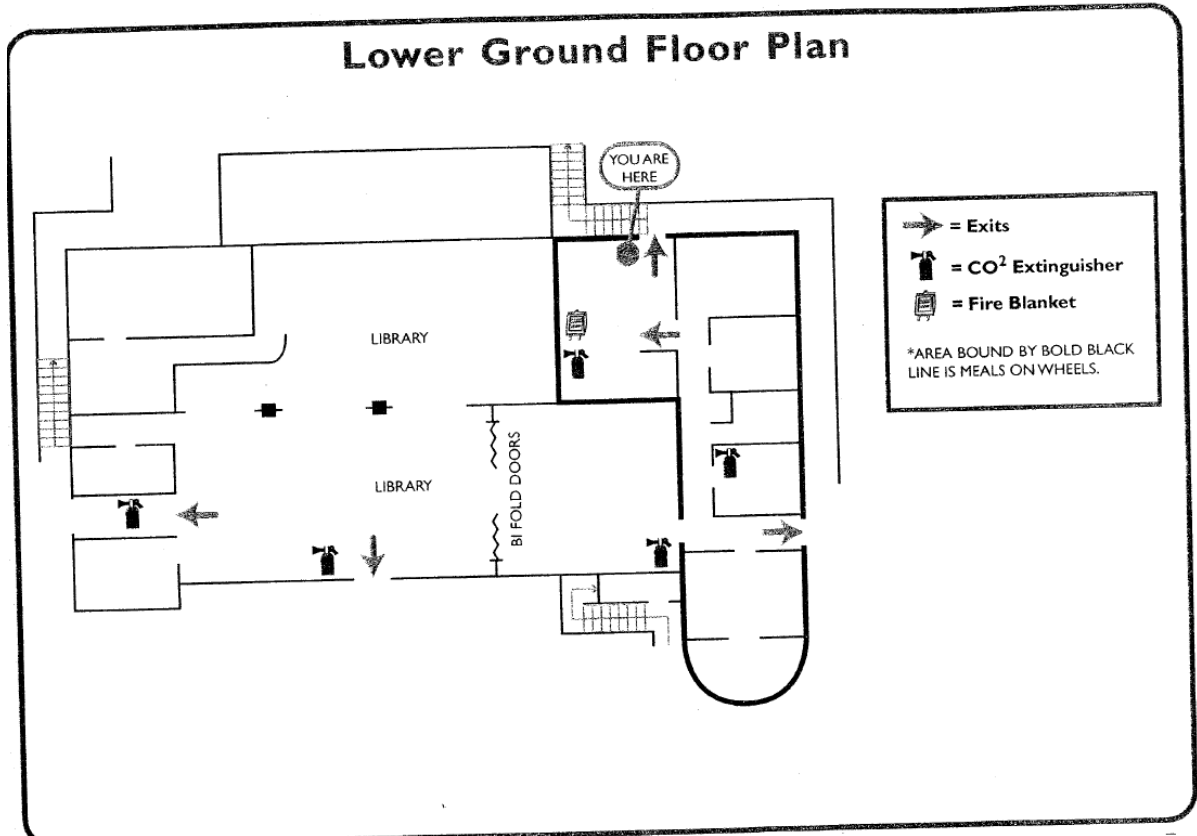 Lower Ground Floor Plan
YOU ARE
HERE
= Exits
= CO² Extinguisher
= Fire Blanket
*AREA BOUND BY BOLD BLACK
LINE IS MEALS ON WHEELS.
LIBRARY
LIBRARY
BI FOLD DOORS